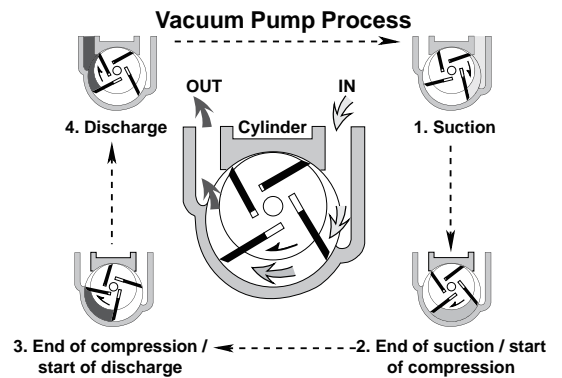 Vacuum Pump Process
OUT
IN
Cylinder
4. Discharge
1. Suction
3. End of compression /
start of discharge
2. End of suction / start
of compression